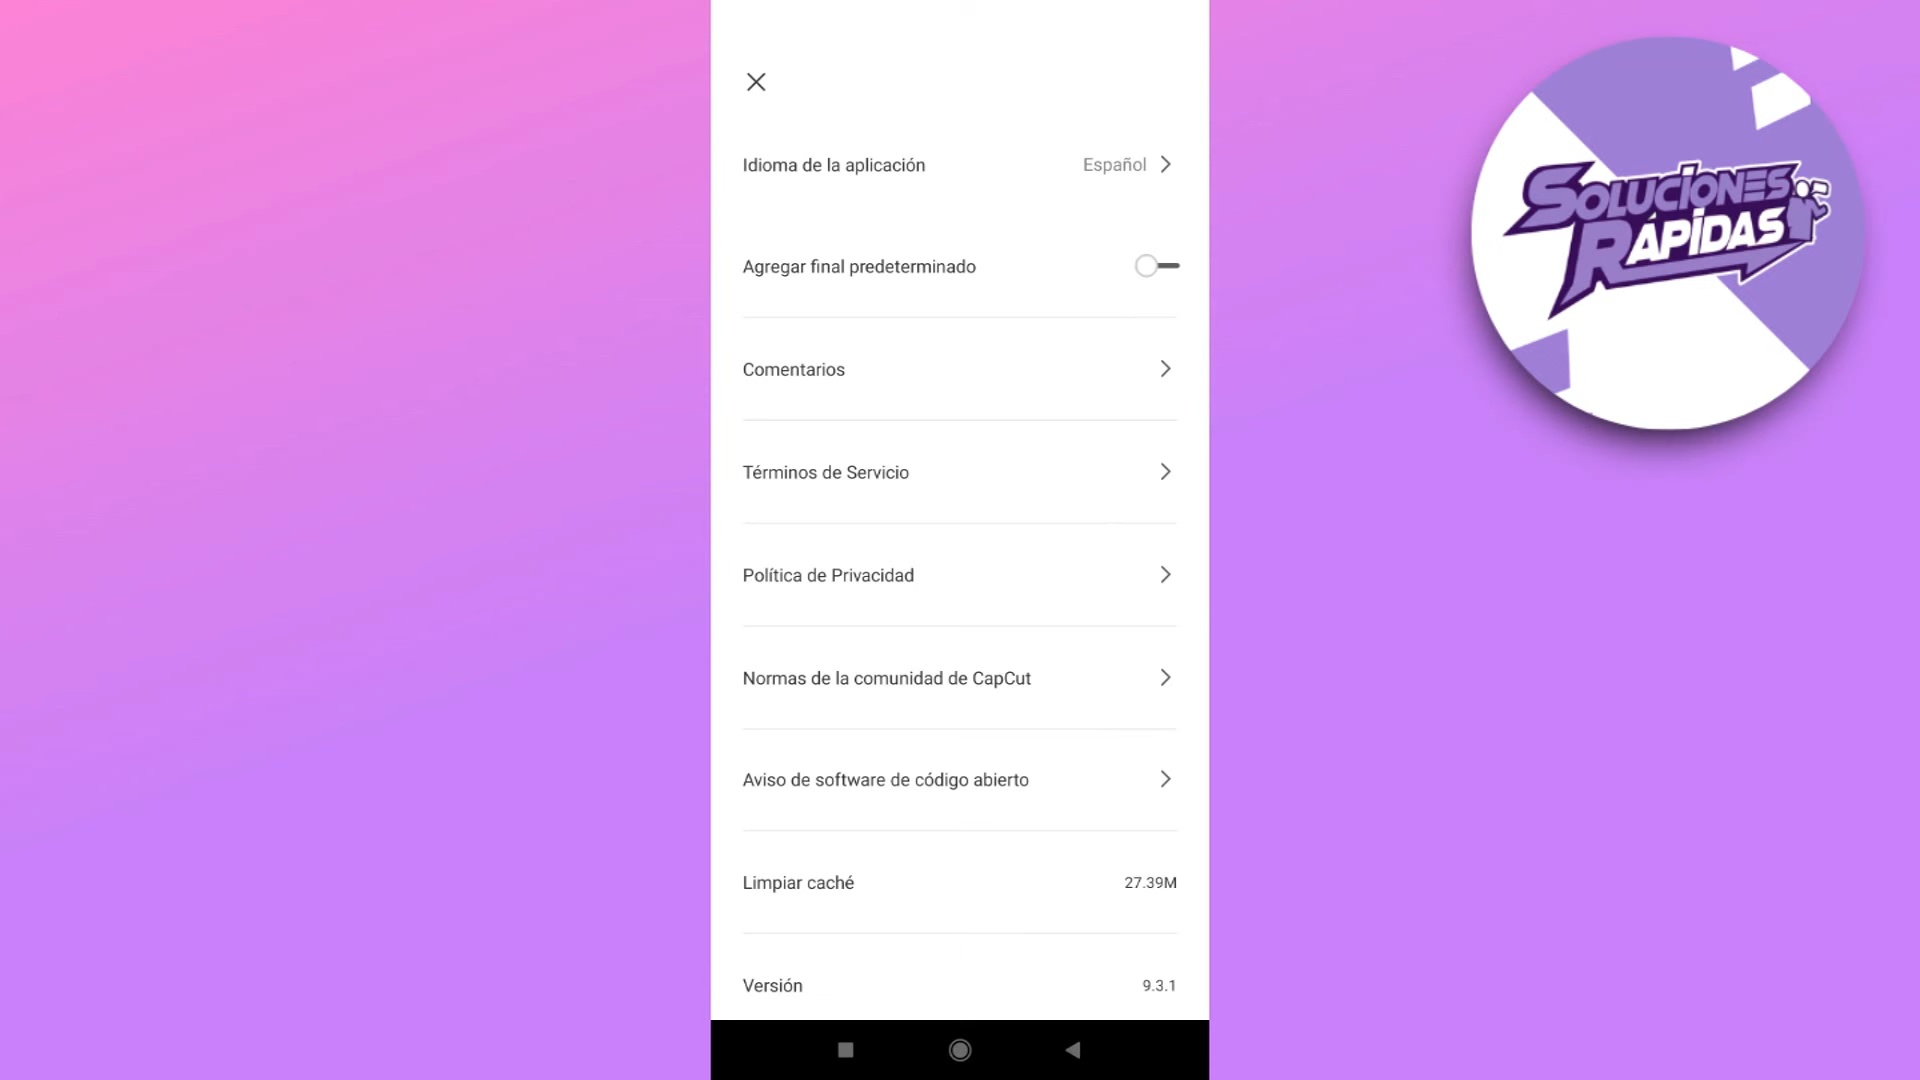 Idioma de la aplicación Español
SOLUCIONES
RÁPIDAS
Agregar final predeterminado
Comentarios
Términos de Servicio
Política de Privacidad
Normas de la comunidad de CapCut
Aviso de software de código abierto
Limpiar caché 27.39M
Versión 9.3.1